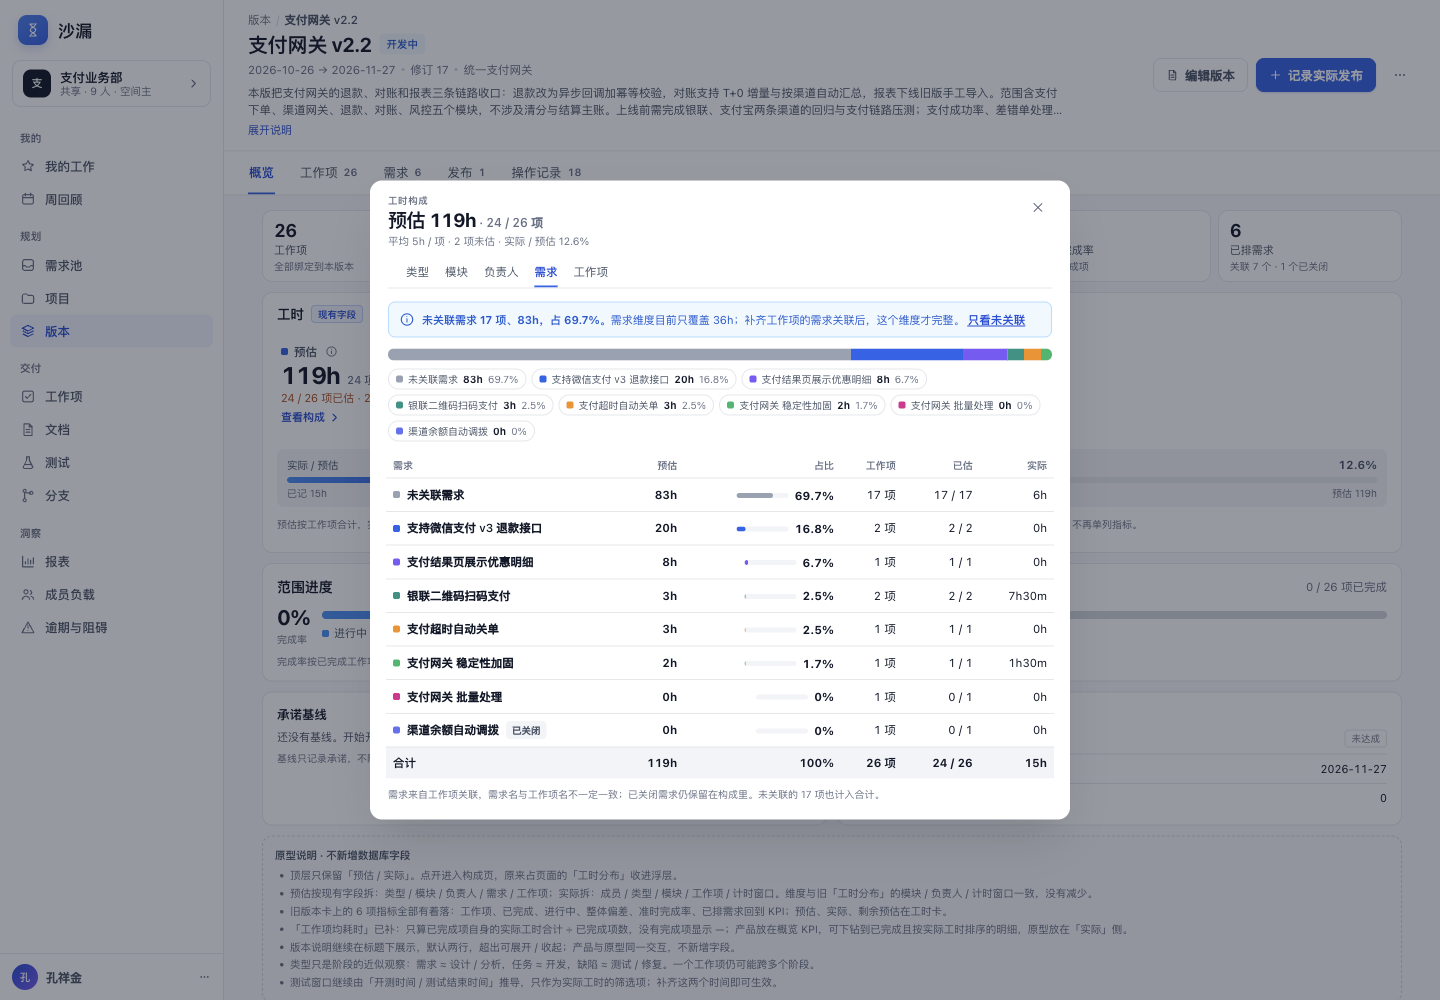 沙漏
支
支付业务部
共享 · 9 人 · 空间主
我的
我的工作
周回顾
规划
需求池
项目
版本
交付
工作项
文档
测试
分支
洞察
报表
成员负载
逾期与阻碍
孔
孔祥金
版本 / 支付网关 v2.2
支付网关 v2.2 开发中
2026-10-26 → 2026-11-27 • 修订 17 • 统一支付网关
本版把支付网关的退款、对账和报表三条链路收口：退款改为异步回调加幂等校验，对账支持 T+0 增量与按渠道自动汇总，报表下线旧版手工导入。范围含支付
下单、渠道网关、退款、对账、风控五个模块，不涉及清分与结算主账。上线前需完成银联、支付宝两条渠道的回归与支付链路压测；支付成功率、差错单处理...
展开说明
编辑版本
+ 记录实际发布
概览 工作项 26 需求 6 发布 1 操作记录 18
26
工作项
全部绑定到本版本
成率
成项
6
已排需求
关联 7 个 · 1 个已关闭
工时 现有字段
预估
119h 24
24 / 26 项已估 · 2
查看构成
实际 / 预估
12.6%
已记 15h
预估 119h
预估按工作项合计，
不再单列指标。
范围进度
0 / 26 项已完成
0%
完成率
进行中
完成率按已完成工作
承诺基线
还没有基线。开始
基线只记录承诺，不
未达成
2026-11-27
0
工时构成
预估 119h · 24 / 26 项
平均 5h / 项 · 2 项未估 · 实际 / 预估 12.6%
类型 模块 负责人 需求 工作项
未关联需求 17 项、83h，占 69.7%。需求维度目前只覆盖 36h；补齐工作项的需求关联后，这个维度才完整。 只看未关联
未关联需求 83h 69.7% 支持微信支付 v3 退款接口 20h 16.8% 支付结果页展示优惠明细 8h 6.7%
银联二维码扫码支付 3h 2.5% 支付超时自动关单 3h 2.5% 支付网关 稳定性加固 2h 1.7% 支付网关 批量处理 0h 0%
渠道余额自动调拨 0h 0%
需求 预估 占比 工作项 已估 实际
未关联需求 83h 69.7% 17 项 17 / 17 6h
支持微信支付 v3 退款接口 20h 16.8% 2 项 2 / 2 0h
支付结果页展示优惠明细 8h 6.7% 1 项 1 / 1 0h
银联二维码扫码支付 3h 2.5% 2 项 2 / 2 7h30m
支付超时自动关单 3h 2.5% 1 项 1 / 1 0h
支付网关 稳定性加固 2h 1.7% 1 项 1 / 1 1h30m
支付网关 批量处理 0h 0% 1 项 0 / 1 0h
渠道余额自动调拨 已关闭 0h 0% 1 项 0 / 1 0h
合计 119h 100% 26 项 24 / 26 15h
需求来自工作项关联，需求名与工作项名不一定一致；已关闭需求仍保留在构成里。未关联的 17 项也计入合计。
原型说明 · 不新增数据库字段
• 顶层只保留「预估 / 实际」。点开进入构成页，原来占页面的「工时分布」收进浮层。
• 预估按现有字段拆：类型 / 模块 / 负责人 / 需求 / 工作项；实际拆：成员 / 类型 / 模块 / 工作项 / 计时窗口。维度与旧「工时分布」的模块 / 负责人 / 计时窗口一致，没有减少。
• 旧版本卡上的 6 项指标全部有着落：工作项、已完成、进行中、整体偏差、准时完成率、已排需求回到 KPI；预估、实际、剩余预估在工时卡。
• 「工作项均耗时」已补：只算已完成项自身的实际工时合计 ÷ 已完成项数，没有完成项显示 —；产品放在概览 KPI，可下钻到已完成且按实际工时排序的明细，原型放在「实际」侧。
• 版本说明继续在标题下展示，默认两行，超出可展开 / 收起；产品与原型同一交互，不新增字段。
• 类型只是阶段的近似观察：需求 = 设计 / 分析，任务 = 开发，缺陷 = 测试 / 修复。一个工作项仍可能跨多个阶段。
• 测试窗口继续由「开测时间 / 测试结束时间」推导，只作为实际工时的筛选项；补齐这两个时间即可生效。